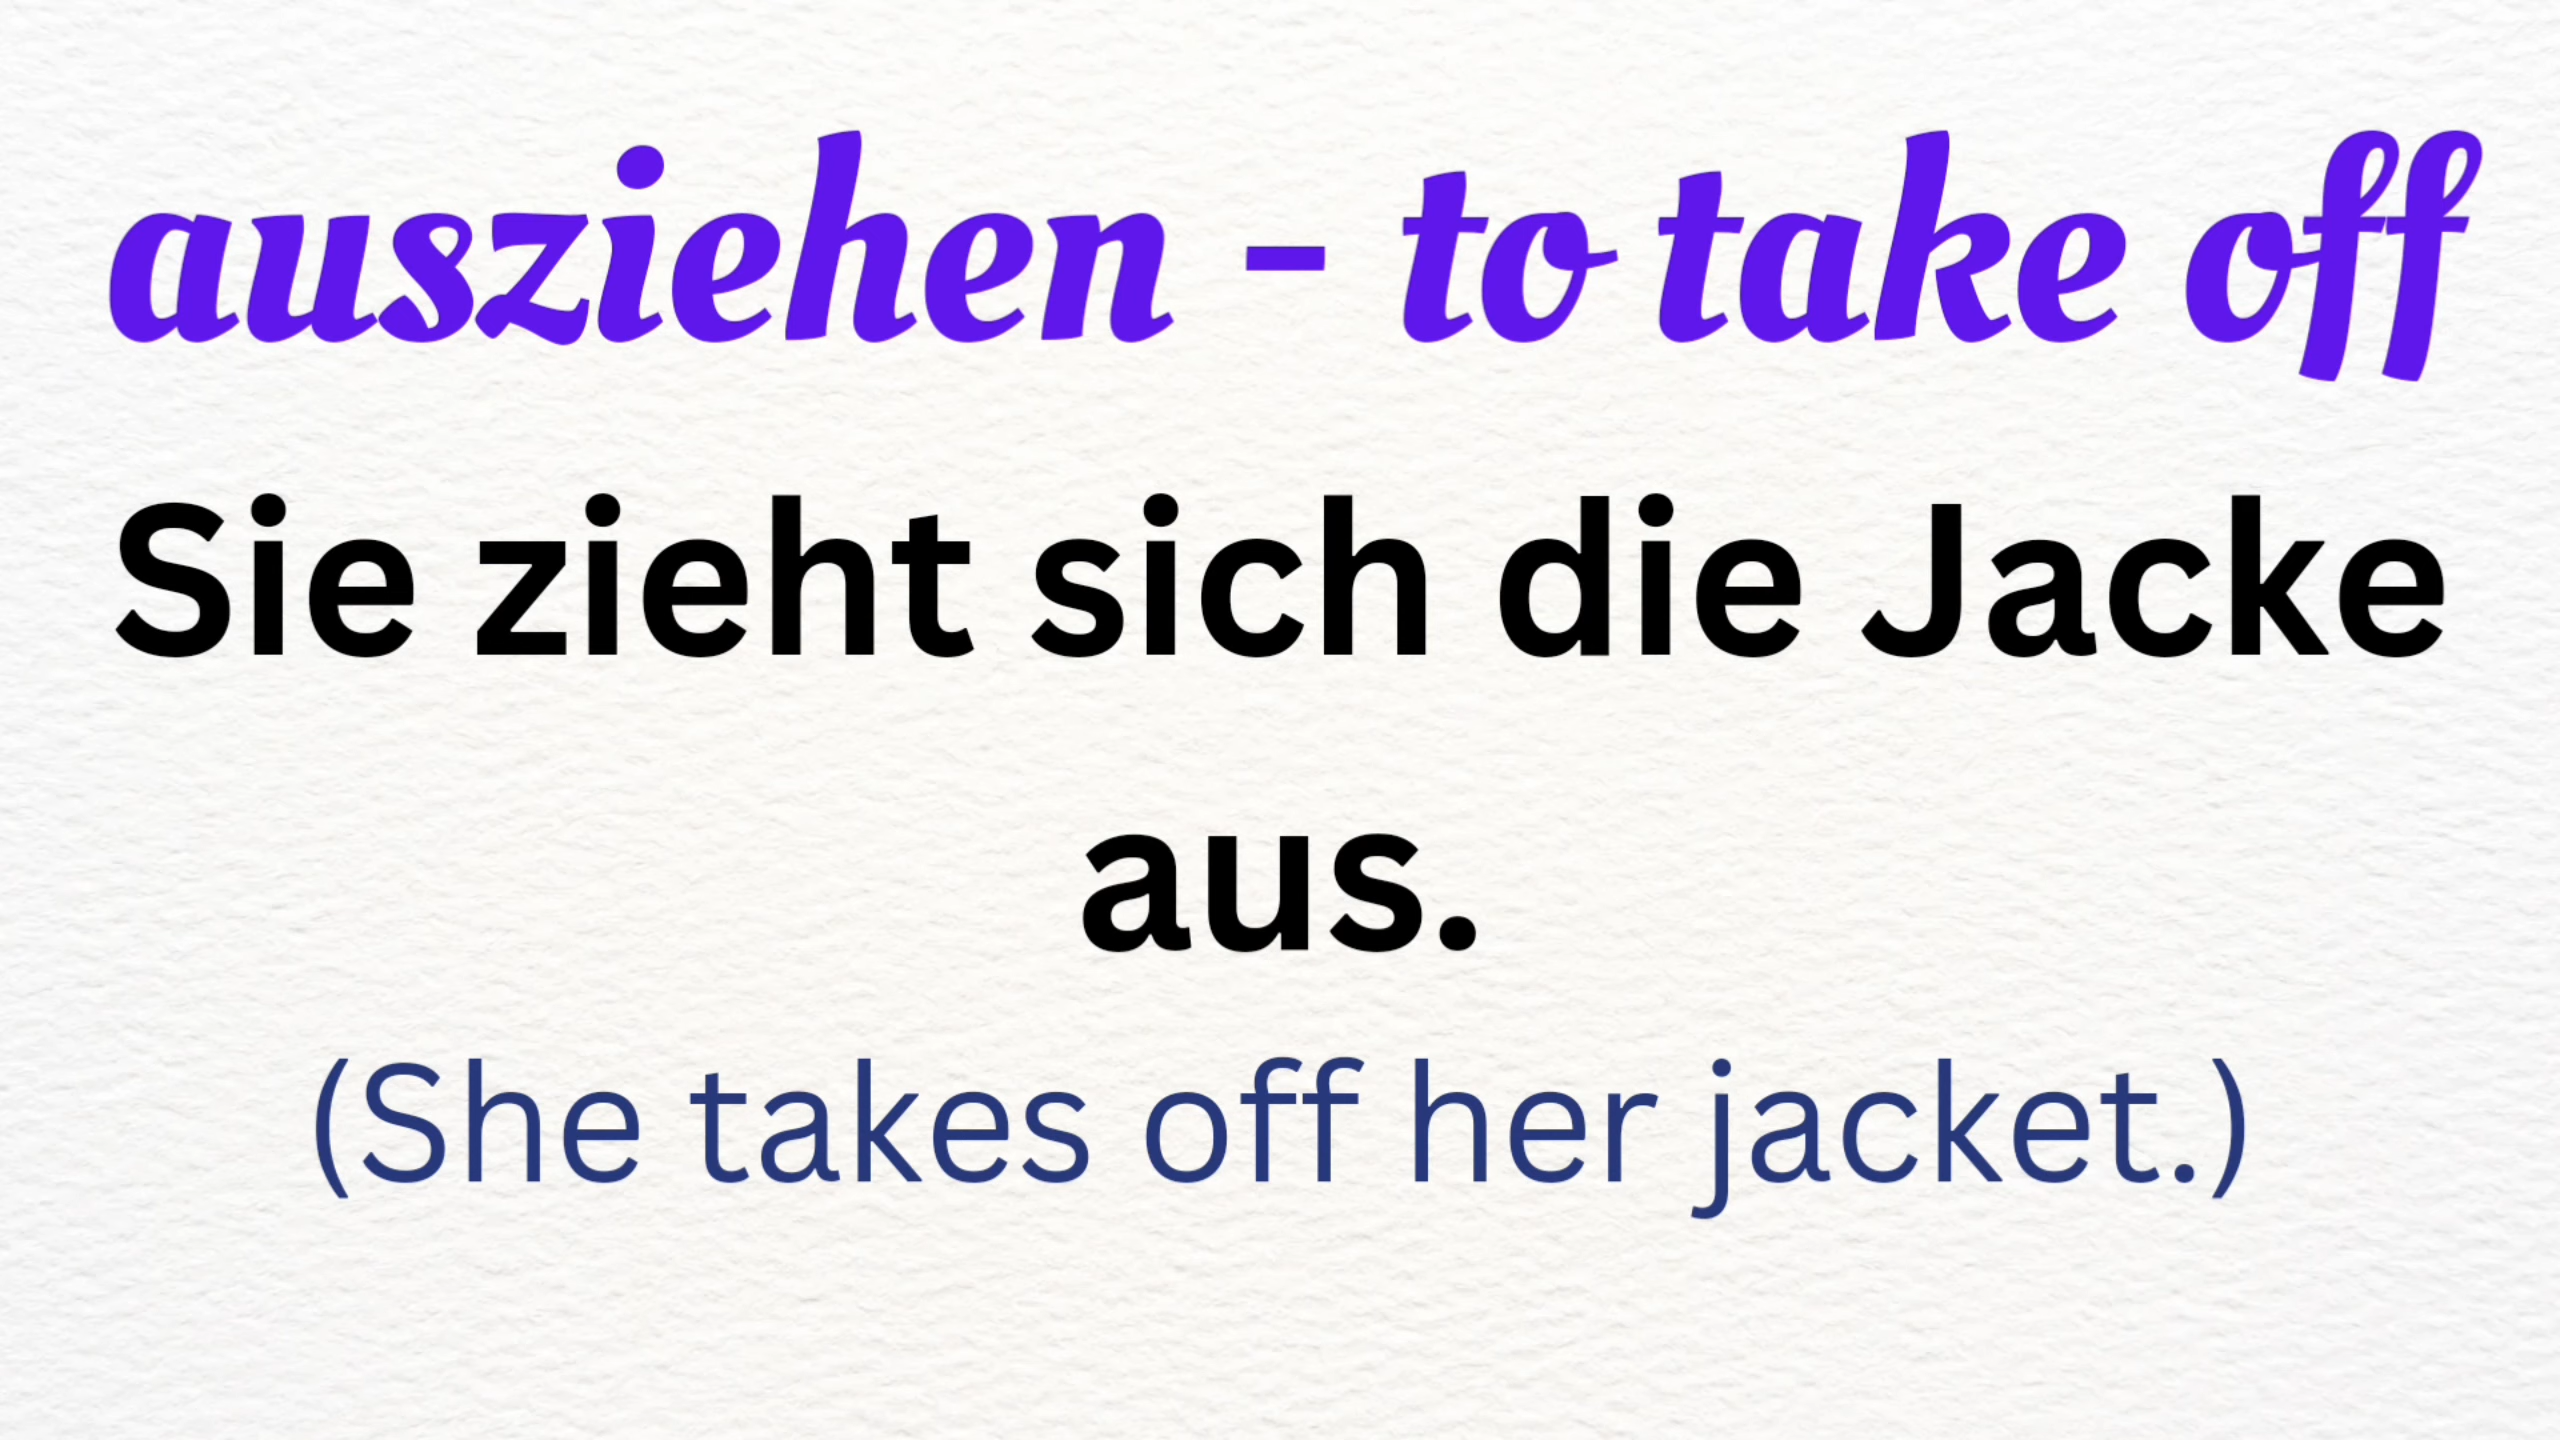 ausziehen - to take off
Sie zieht sich die Jacke
aus.
(She takes off her jacket.)